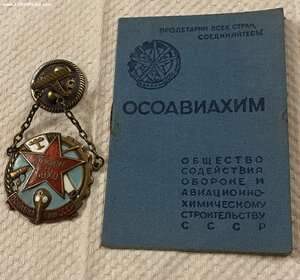 ПРОЛЕТАРИИ ВСЕХ СТРАН,
СОЕДИНЯЙТЕСЬ!
ОСОАВИАХИМ
ОБЩЕСТВО
СОДЕЙСТВИЯ
ОБОРОНЕ И
АВИАЦИОННО-
ХИМИЧЕСКОМУ
СТРОИТЕЛЬСТВУ
СССР